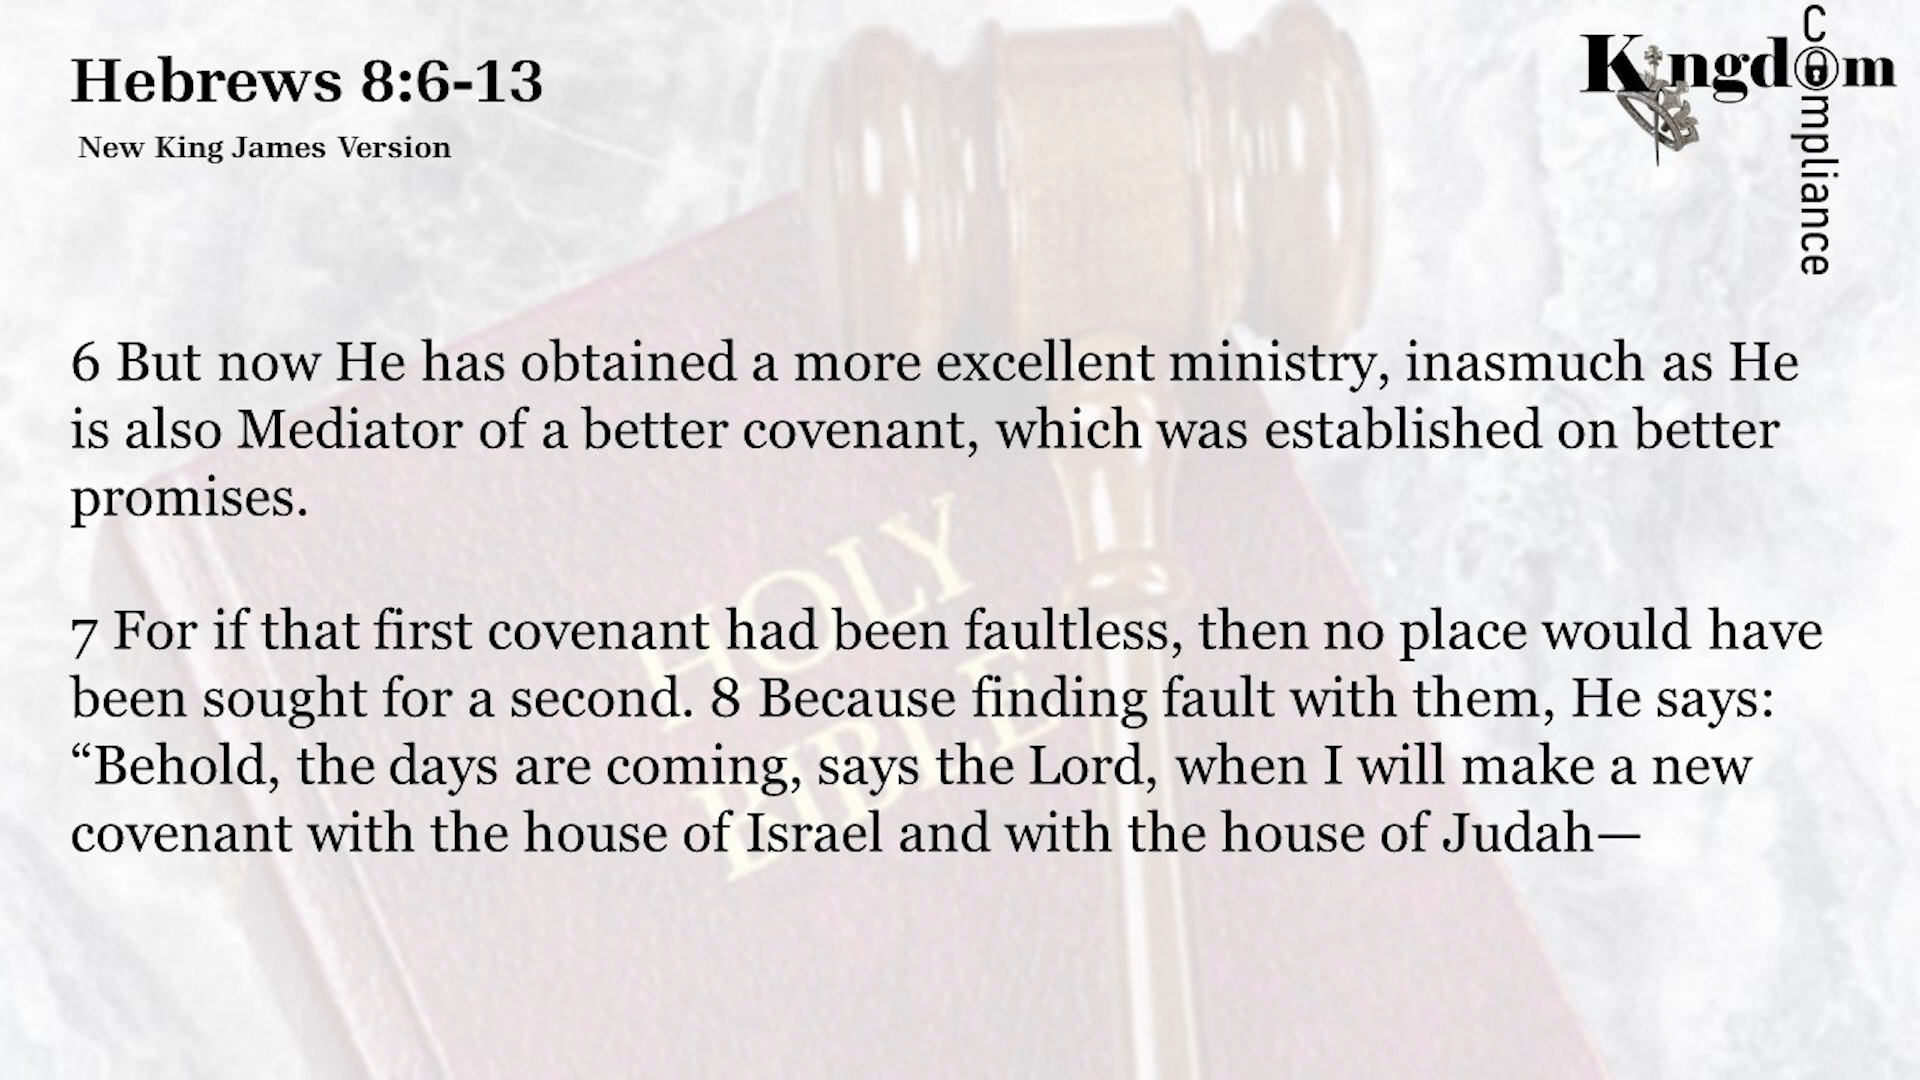 Hebrews 8:6-13
New King James Version
Kingdom
Compliance
6 But now He has obtained a more excellent ministry, inasmuch as He
is also Mediator of a better covenant, which was established on better
promises.
7 For if that first covenant had been faultless, then no place would have
been sought for a second. 8 Because finding fault with them, He says:
“Behold, the days are coming, says the Lord, when I will make a new
covenant with the house of Israel and with the house of Judah—
HOLY
BIBLE